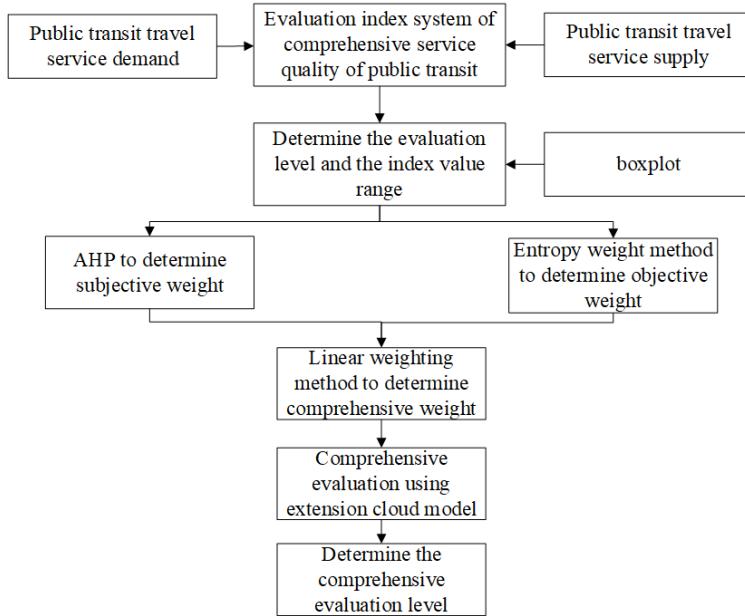 Public transit travel
service demand
Evaluation index system of
comprehensive service
quality of public transit
Public transit travel
service supply
Determine the evaluation
level and the index value
range
boxplot
AHP to determine
subjective weight
Entropy weight method
to determine objective
weight
Linear weighting
method to determine
comprehensive weight
Comprehensive
evaluation using
extension cloud model
Determine the
comprehensive
evaluation level